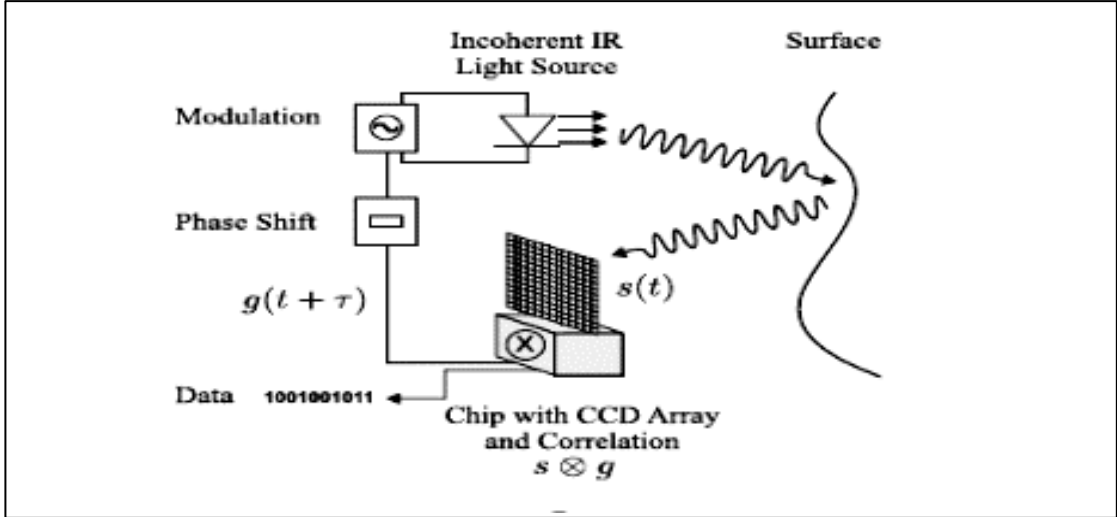 Incoherent IR
Light Source
Surface
Modulation
Phase Shift
g(t + τ)
s(t)
Data 1001001011
Chip with CCD Array
and Correlation
s ⊗ g